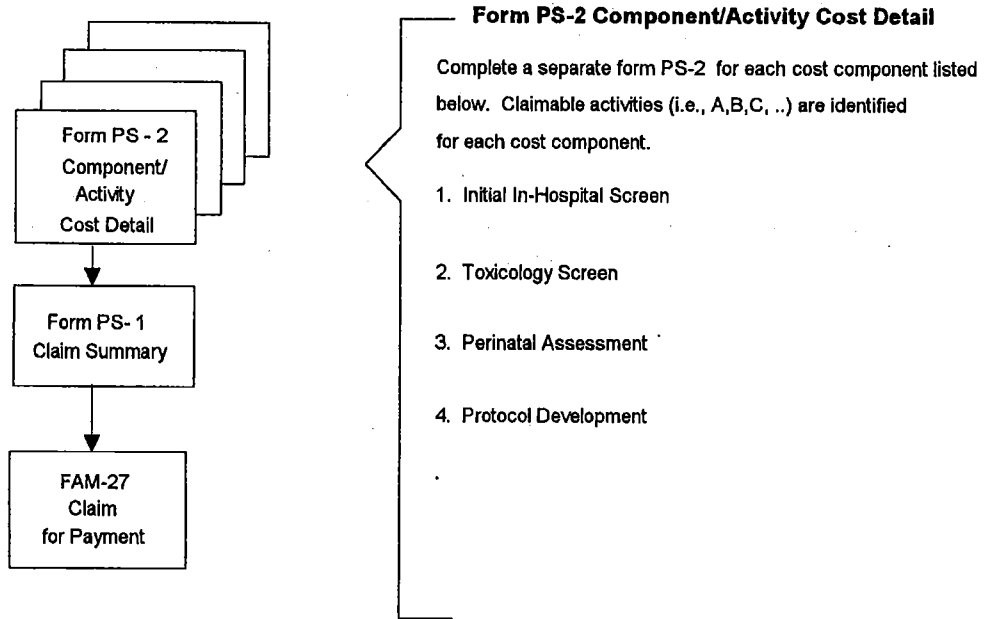 Form PS - 2
Component/
Activity
Cost Detail
Form PS- 1
Claim Summary
FAM-27
Claim
for Payment
Form PS-2 Component/Activity Cost Detail
Complete a separate form PS-2 for each cost component listed
below. Claimable activities (i.e., A,B,C, ..) are identified
for each cost component.
1. Initial In-Hospital Screen
2. Toxicology Screen
3. Perinatal Assessment
4. Protocol Development